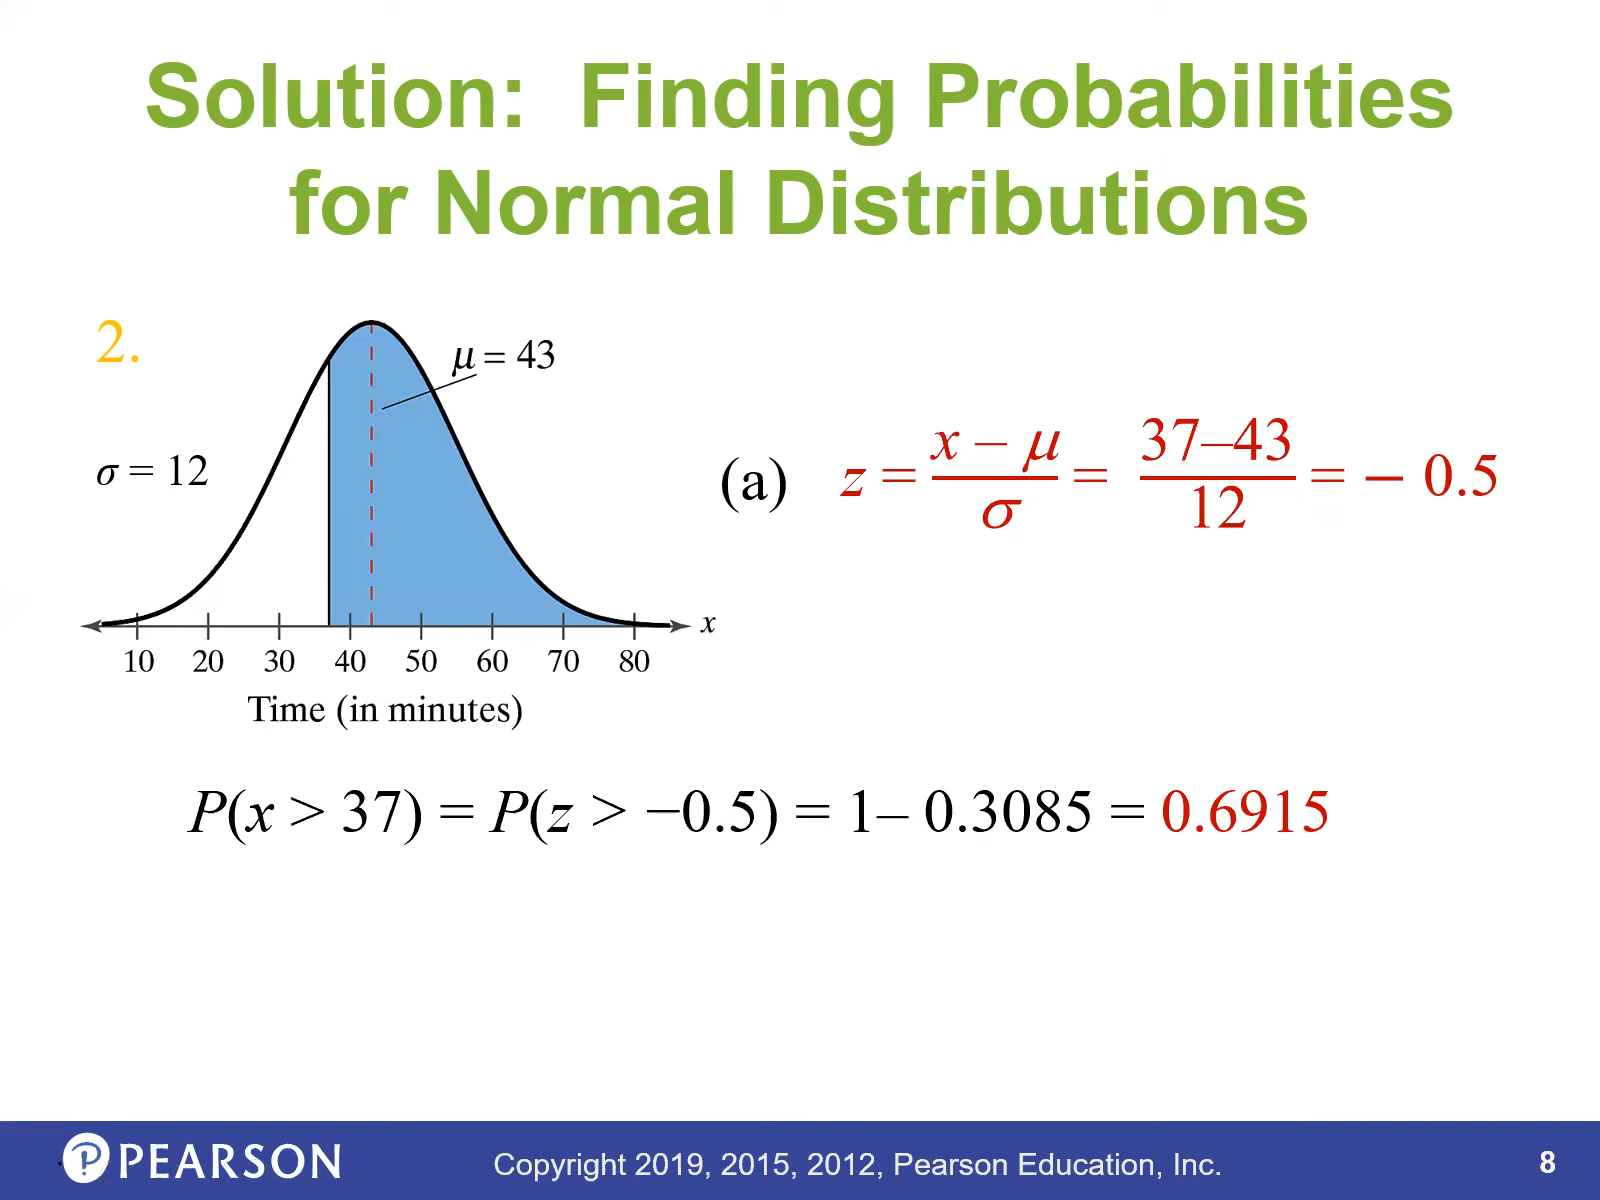 Solution:  Finding Probabilities
for Normal Distributions
2.
μ = 43
σ = 12
(a) z = x – μ / σ = 37–43 / 12 = – 0.5
x
10 20 30 40 50 60 70 80
Time (in minutes)
P(x > 37) = P(z > −0.5) = 1– 0.3085 = 0.6915
PEARSON
Copyright 2019, 2015, 2012, Pearson Education, Inc.
8